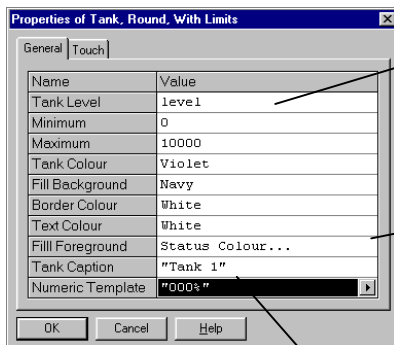 Properties of Tank, Round, With Limits
General Touch
Name Value
Tank Level level
Minimum 0
Maximum 10000
Tank Colour Violet
Fill Background Navy
Border Colour White
Text Colour White
Filll Foreground Status Colour...
Tank Caption "Tank 1"
Numeric Template "000%"
OK Cancel Help